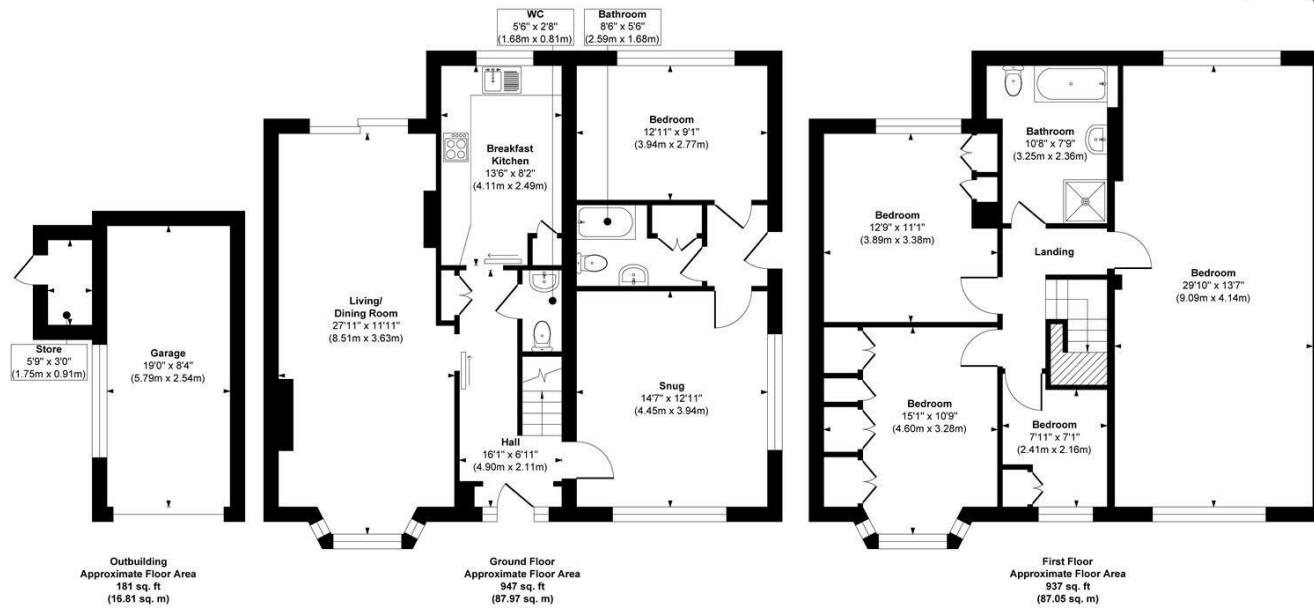 WC
5'6" x 2'8"
(1.68m x 0.81m)
Bathroom
8'6" x 5'6"
(2.59m x 1.68m)
Bedroom
12'11" x 9'1"
(3.94m x 2.77m)
Breakfast
Kitchen
13'6" x 8'2"
(4.11m x 2.49m)
Living/
Dining Room
27'11" x 11'11"
(8.51m x 3.63m)
Store
5'9" x 3'0"
(1.75m x 0.91m)
Garage
19'0" x 8'4"
(5.79m x 2.54m)
Snug
14'7" x 12'11"
(4.45m x 3.94m)
Hall
16'1" x 6'11"
(4.90m x 2.11m)
Bathroom
10'8" x 7'9"
(3.25m x 2.36m)
Bedroom
12'9" x 11'1"
(3.89m x 3.38m)
Landing
Bedroom
29'10" x 13'7"
(9.09m x 4.14m)
Bedroom
15'1" x 10'9"
(4.60m x 3.28m)
Bedroom
7'11" x 7'1"
(2.41m x 2.16m)
Outbuilding
Approximate Floor Area
181 sq. ft
(16.81 sq. m)
Ground Floor
Approximate Floor Area
947 sq. ft
(87.97 sq. m)
First Floor
Approximate Floor Area
937 sq. ft
(87.05 sq. m)